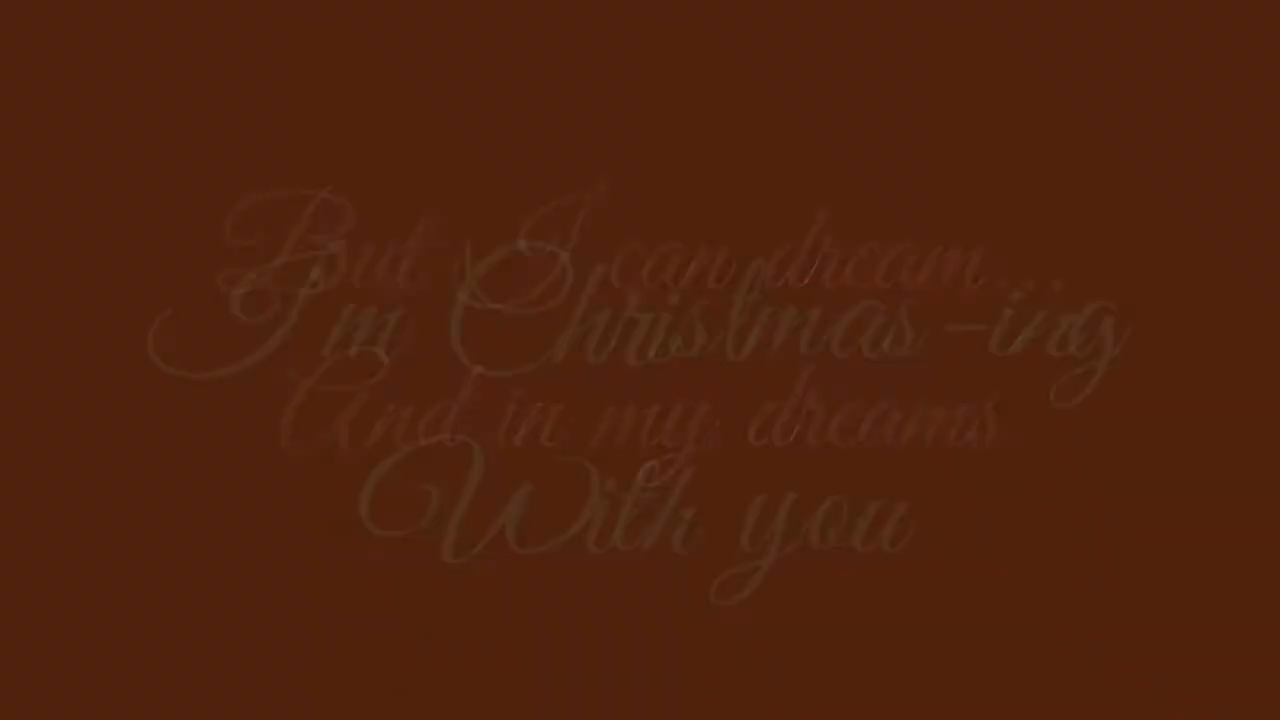 But I can dream...
I'm Christmas-ing
And in my dreams
With you